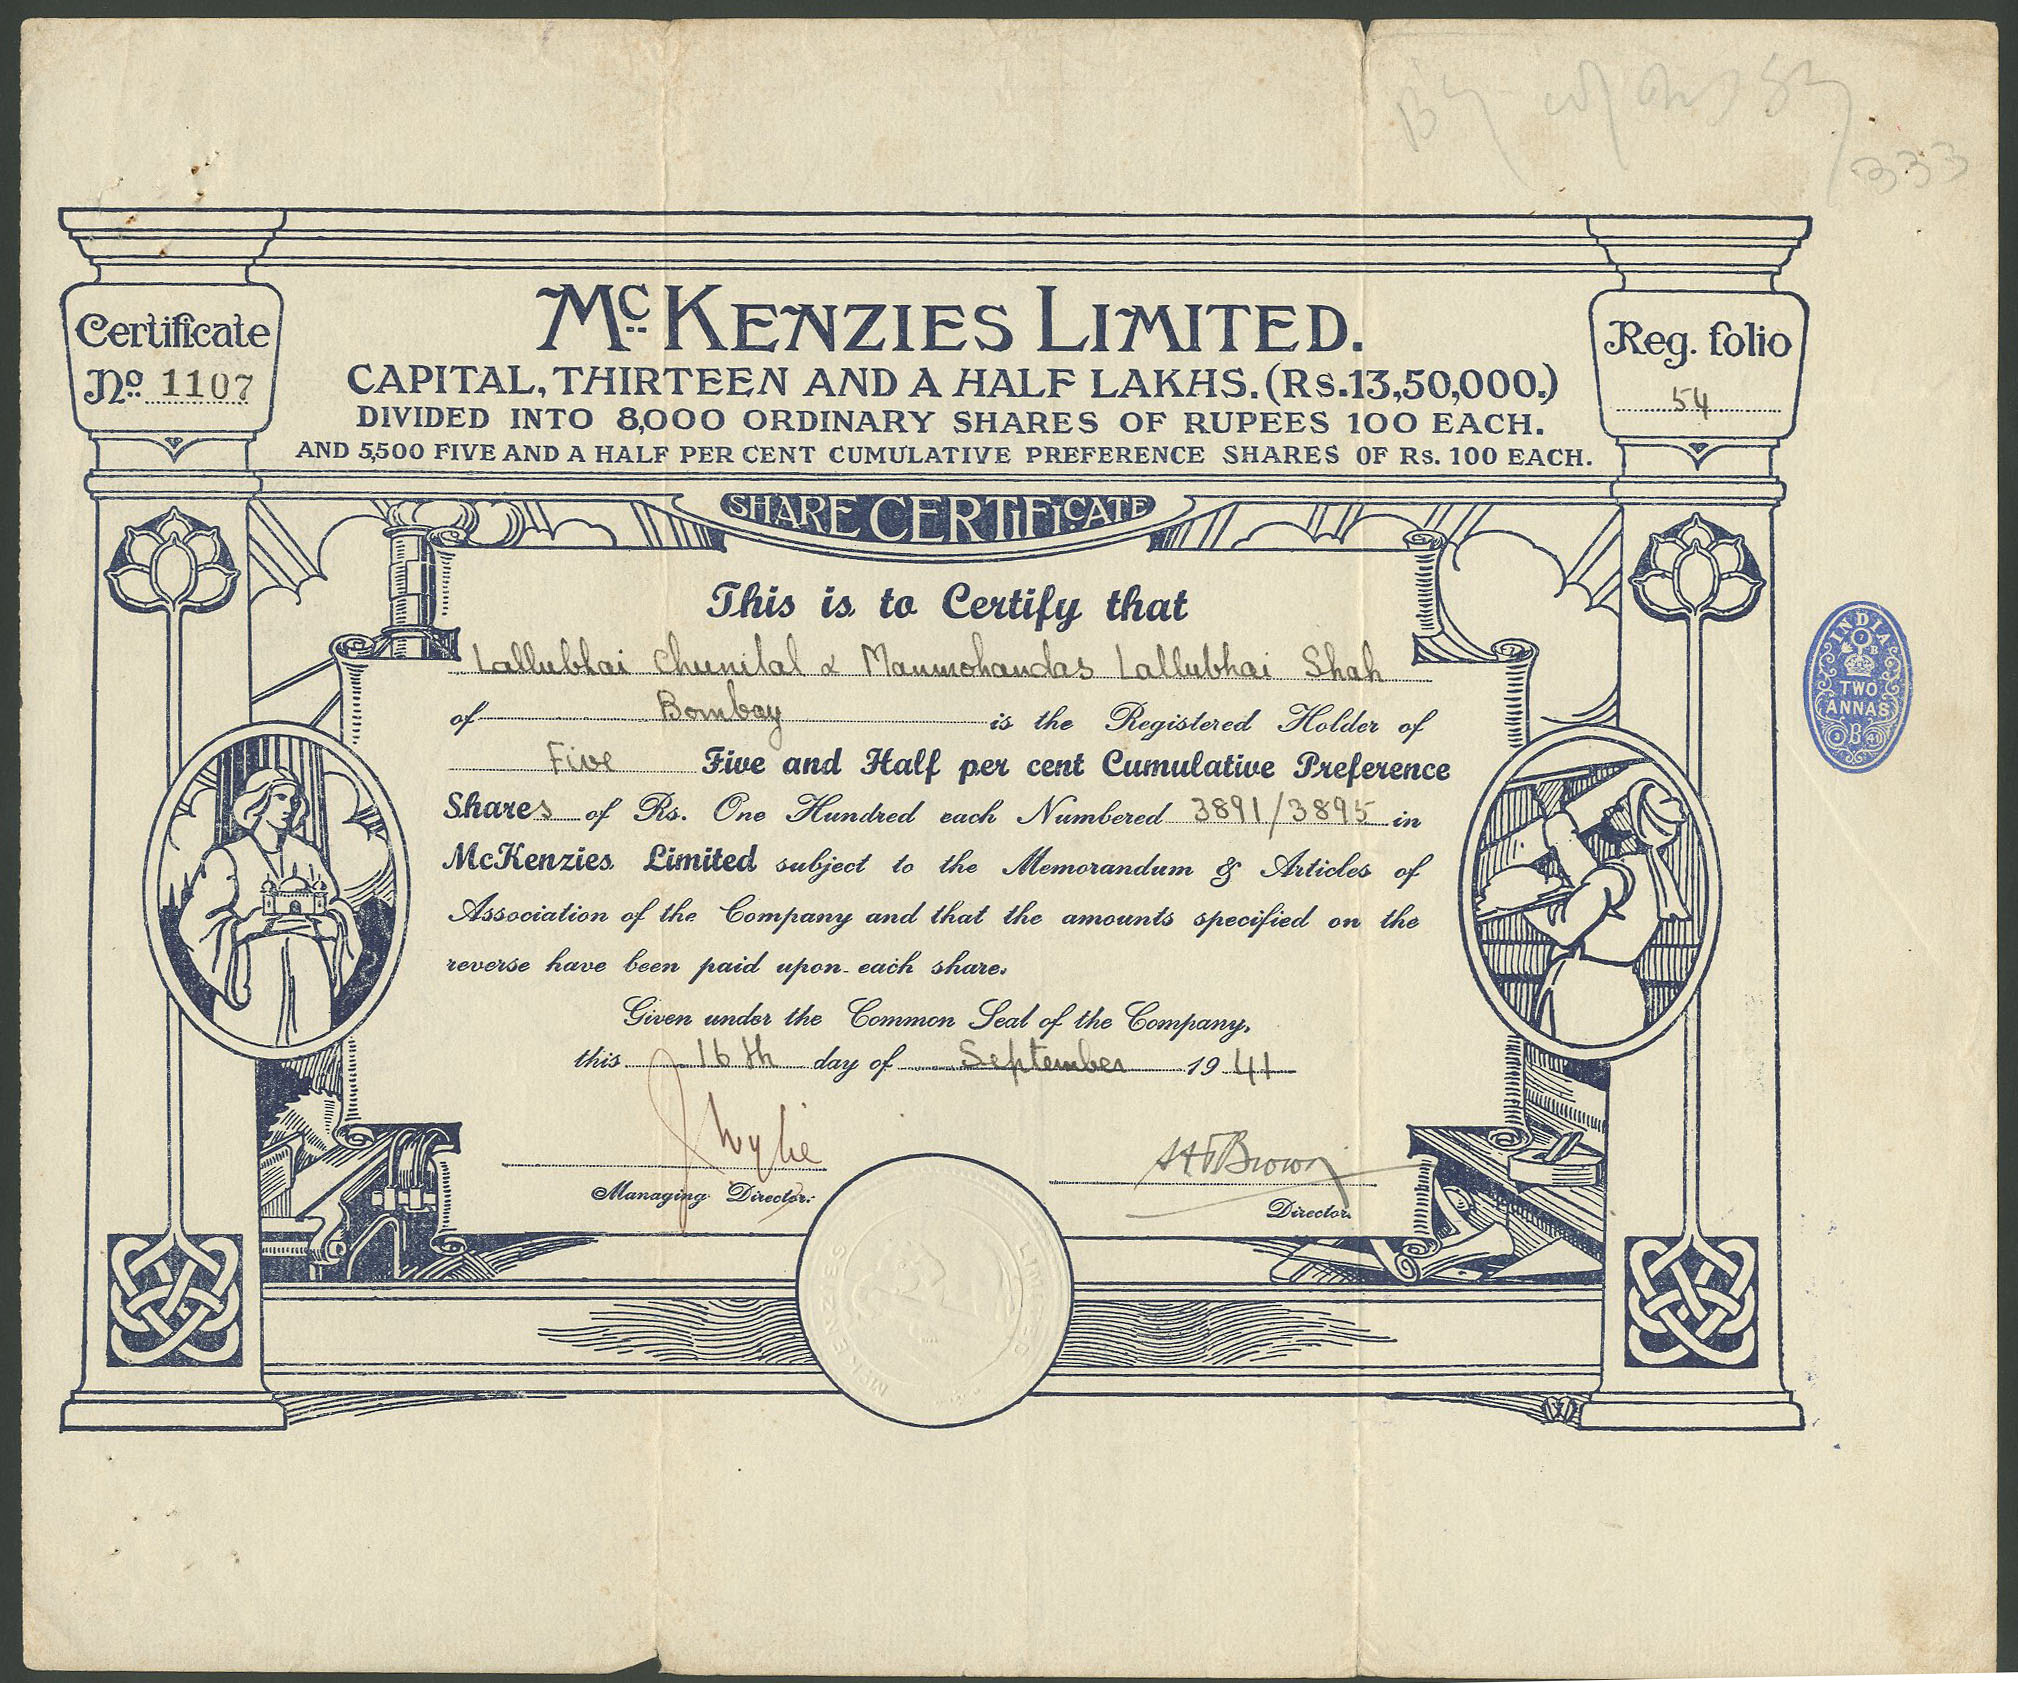 333
McKENZIES LIMITED.
CAPITAL, THIRTEEN AND A HALF LAKHS. (Rs.13,50,000.)
DIVIDED INTO 8,000 ORDINARY SHARES OF RUPEES 100 EACH.
AND 5,500 FIVE AND A HALF PER CENT CUMULATIVE PREFERENCE SHARES OF Rs. 100 EACH.
Certificate
No. 1107
Reg. folio
54
SHARE CERTIFICATE
This is to Certify that
Lallubhai Chunilal & Manmohandas Lallubhai Shah
of Bombay is the Registered Holder of
Five Five and Half per cent Cumulative Preference
Shares of Rs. One Hundred each Numbered 3891/3895 in
McKenzies Limited subject to the Memorandum & Articles of
Association of the Company and that the amounts specified on the
reverse have been paid upon each share.
Given under the Common Seal of the Company,
this 16th day of September 1941
J Wylie
Managing Director.
Brown
Director.
INDIA
TWO
ANNAS
McKENZIES LIMITED